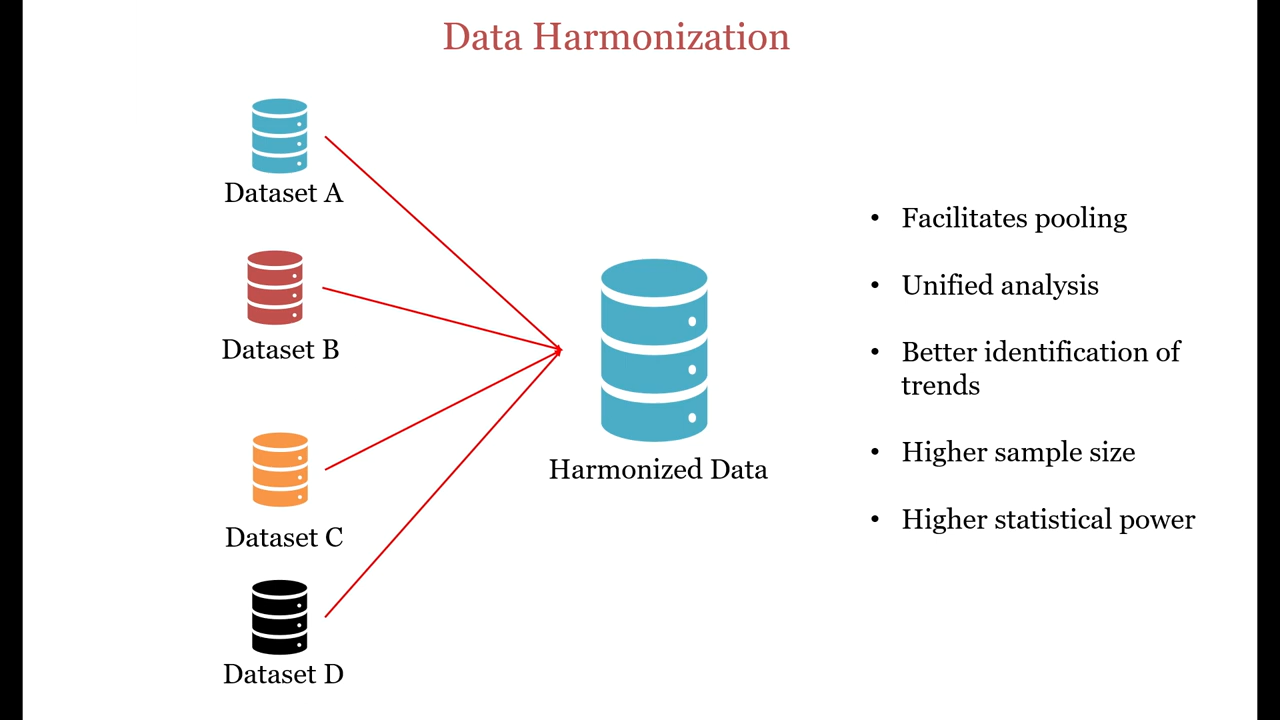 Data Harmonization
Dataset A
Dataset B
Dataset C
Dataset D
Harmonized Data
• Facilitates pooling
• Unified analysis
• Better identification of
trends
• Higher sample size
• Higher statistical power